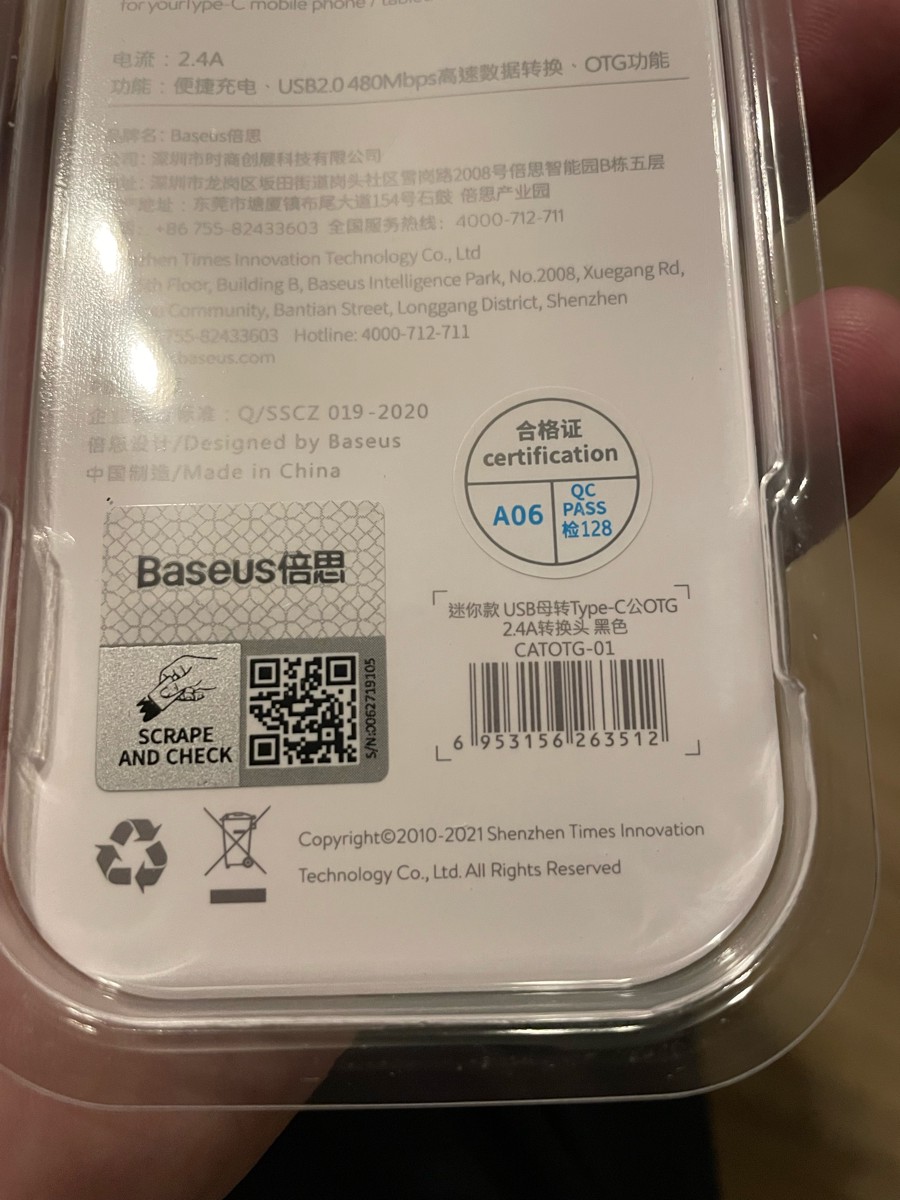 for yourType-C mobile phone /
电流：2.4A
功能：便捷充电、USB2.0 480Mbps高速数据转换、OTG功能
牌名：Baseus倍思
深圳市时商创展科技有限公司
深圳市龙岗区坂田街道岗头社区雪岗路2008号倍思智能园B栋五层
地址：东莞市塘厦镇布尾大道154号石鼓 倍思产业园
+86 755-82433603 全国服务热线：4000-712-711
Times Innovation Technology Co., Ltd
Floor, Building B, Baseus Intelligence Park, No.2008, Xuegang Rd,
Community, Bantian Street, Longgang District, Shenzhen
755-82433603 Hotline: 4000-712-711
baseus.com
标准：Q/SSCZ 019-2020
倍思设计/Designed by Baseus
中国制造/Made in China
合格证
certification
A06
QC
PASS
检128
Baseus倍思
SCRAPE
AND CHECK
S/N:0062719105
迷你款 USB母转Type-C公OTG
2.4A转换头 黑色
CATOTG-01
6 953156 263512
Copyright©2010-2021 Shenzhen Times Innovation
Technology Co., Ltd. All Rights Reserved